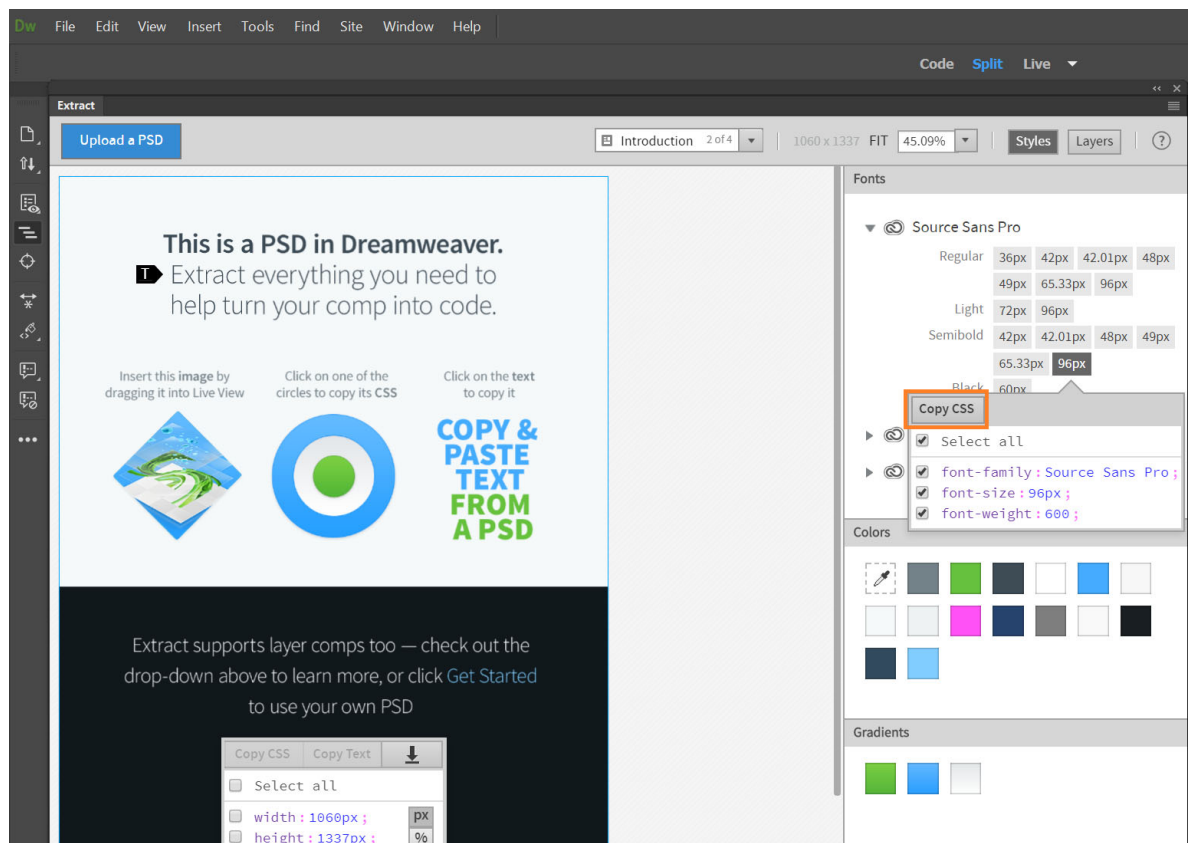 Dw File Edit View Insert Tools Find Site Window Help
Code Split Live
Extract
Upload a PSD
Introduction 2 of 4
1060 x 1337 FIT 45.09%
Styles Layers ?
This is a PSD in Dreamweaver.
T Extract everything you need to
help turn your comp into code.
Insert this image by
dragging it into Live View
Click on one of the
circles to copy its CSS
Click on the text
to copy it
COPY &
PASTE
TEXT
FROM
A PSD
Extract supports layer comps too — check out the
drop-down above to learn more, or click Get Started
to use your own PSD
Copy CSS Copy Text
Select all
width:1060px; px
height:1337px; %
Fonts
Source Sans Pro
Regular 36px 42px 42.01px 48px
49px 65.33px 96px
Light 72px 96px
Semibold 42px 42.01px 48px 49px
65.33px 96px
Black 60px
Copy CSS
Select all
font-family:Source Sans Pro;
font-size:96px;
font-weight:600;
Colors
Gradients